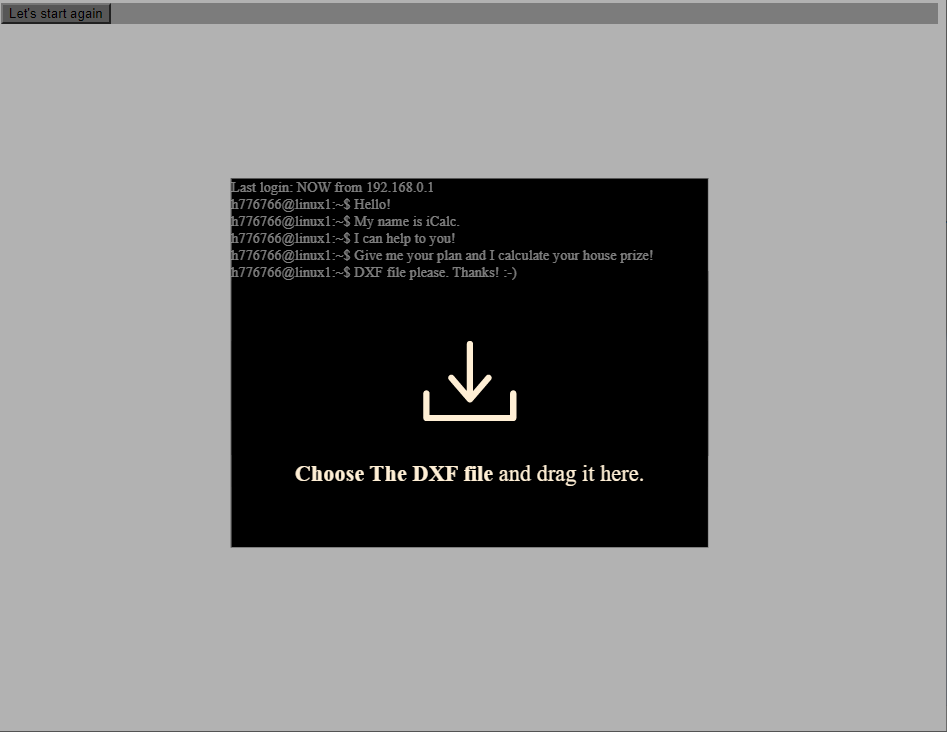 Let's start again
Last login: NOW from 192.168.0.1
h776766@linux1:~$ Hello!
h776766@linux1:~$ My name is iCalc.
h776766@linux1:~$ I can help to you!
h776766@linux1:~$ Give me your plan and I calculate your house prize!
h776766@linux1:~$ DXF file please. Thanks! :-)
Choose The DXF file and drag it here.